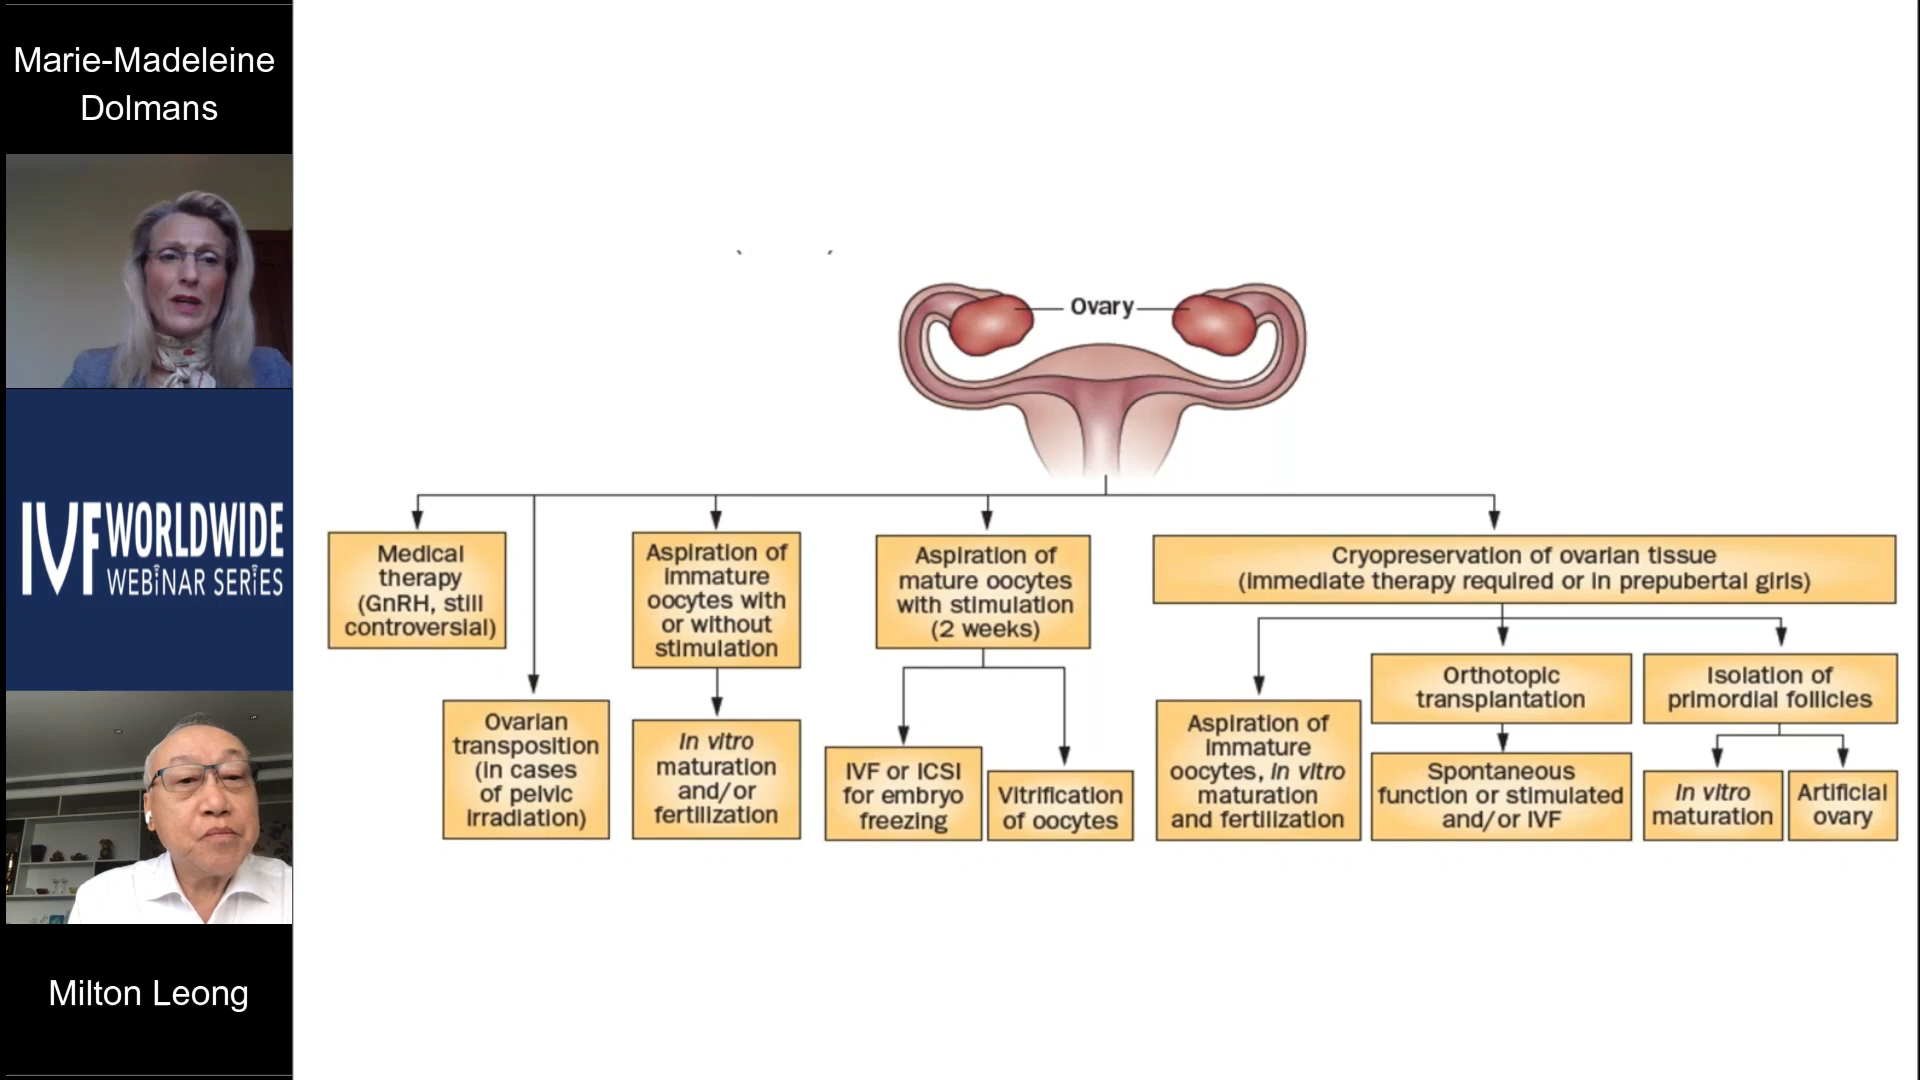 Marie-Madeleine
Dolmans
IVF WORLDWIDE
WEBINAR SERIES
Milton Leong
Ovary
Medical
therapy
(GnRH, still
controversial)
Ovarian
transposition
(in cases
of pelvic
irradiation)
Aspiration of
immature
oocytes with
or without
stimulation
In vitro
maturation
and/or
fertilization
Aspiration of
mature oocytes
with stimulation
(2 weeks)
IVF or ICSI
for embryo
freezing
Vitrification
of oocytes
Cryopreservation of ovarian tissue
(immediate therapy required or in prepubertal girls)
Aspiration of
immature
oocytes, in vitro
maturation
and fertilization
Orthotopic
transplantation
Spontaneous
function or stimulated
and/or IVF
Isolation of
primordial follicles
In vitro
maturation
Artificial
ovary